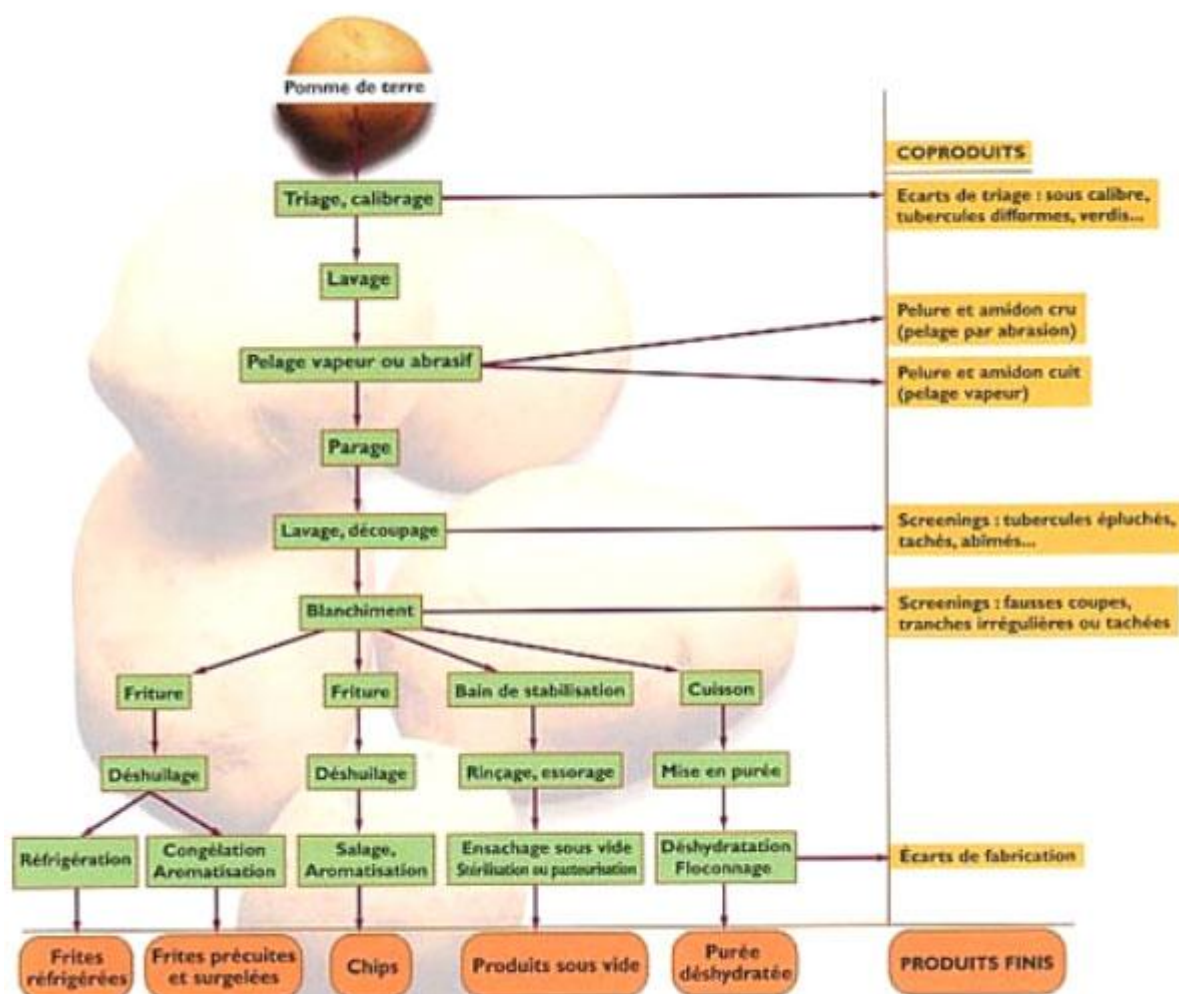 Pomme de terre
COPRODUITS
Triage, calibrage
Ecarts de triage : sous calibre,
tubercules difformes, verdis...
Lavage
Pelure et amidon cru
(pelage par abrasion)
Pelage vapeur ou abrasif
Pelure et amidon cuit
(pelage vapeur)
Parage
Lavage, découpage
Screenings : tubercules épluchés,
tachés, abîmés...
Blanchiment
Screenings : fausses coupes,
tranches irrégulières ou tachées
Friture
Friture
Bain de stabilisation
Cuisson
Déshuilage
Déshuilage
Rinçage, essorage
Mise en purée
Réfrigération
Congélation
Aromatisation
Salage,
Aromatisation
Ensachage sous vide
Stérilisation ou pasteurisation
Déshydratation
Floconnage
Écarts de fabrication
Frites
réfrigérées
Frites précuites
et surgelées
Chips
Produits sous vide
Purée
déshydratée
PRODUITS FINIS